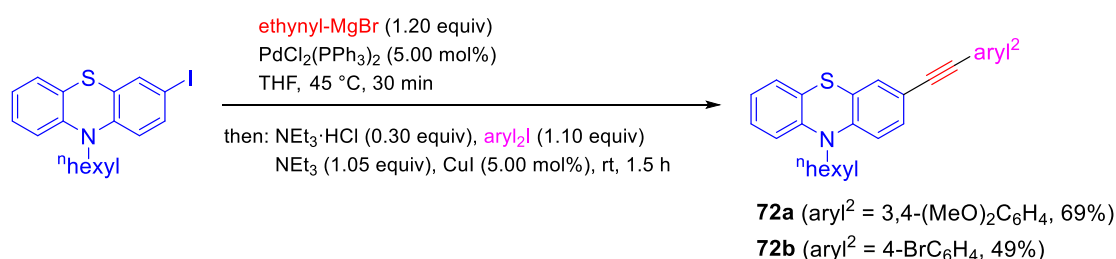 ethynyl-MgBr (1.20 equiv)
PdCl2(PPh3)2 (5.00 mol%)
THF, 45 °C, 30 min
S
I
N
nhexyl
then: NEt3·HCl (0.30 equiv), aryl2I (1.10 equiv)
NEt3 (1.05 equiv), CuI (5.00 mol%), rt, 1.5 h
aryl2
S
N
nhexyl
72a (aryl2 = 3,4-(MeO)2C6H4, 69%)
72b (aryl2 = 4-BrC6H4, 49%)